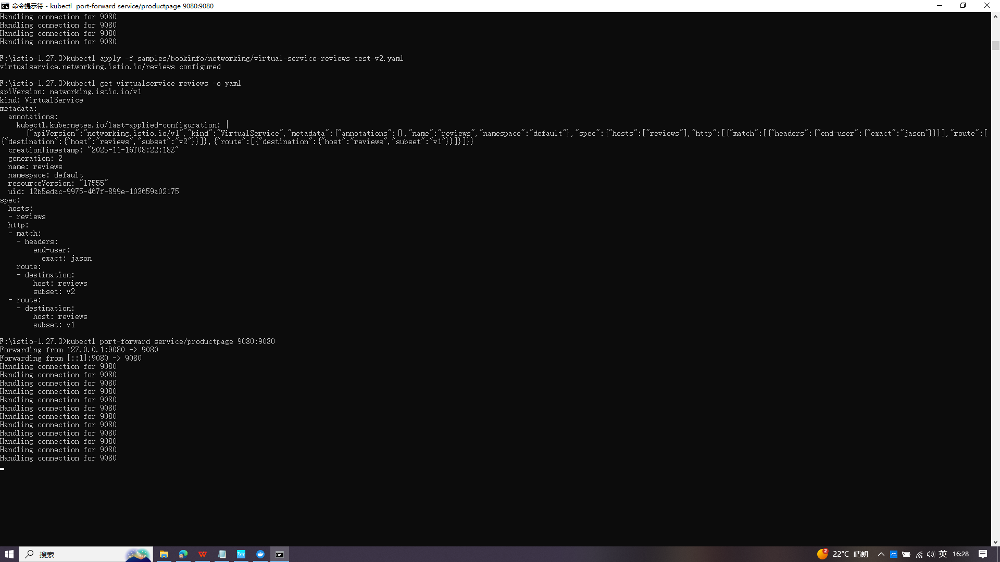 命令提示符 - kubectl  port-forward service/productpage 9080:9080
Handling connection for 9080
Handling connection for 9080
Handling connection for 9080
Handling connection for 9080
F:\istio-1.27.3>kubectl apply -f samples/bookinfo/networking/virtual-service-reviews-test-v2.yaml
virtualservice.networking.istio.io/reviews configured
F:\istio-1.27.3>kubectl get virtualservice reviews -o yaml
apiVersion: networking.istio.io/v1
kind: VirtualService
metadata:
  annotations:
    kubectl.kubernetes.io/last-applied-configuration: |
      {"apiVersion":"networking.istio.io/v1","kind":"VirtualService","metadata":{"annotations":{},"name":"reviews","namespace":"default"},"spec":{"hosts":["reviews"],"http":[{"match":[{"headers":{"end-user":{"exact":"jason"}}}],"route":[
{"destination":{"host":"reviews","subset":"v2"}}]},{"route":[{"destination":{"host":"reviews","subset":"v1"}}]}]}}
  creationTimestamp: "2025-11-16T08:22:18Z"
  generation: 2
  name: reviews
  namespace: default
  resourceVersion: "17555"
  uid: 12b5edac-9975-467f-899e-103659a02175
spec:
  hosts:
  - reviews
  http:
  - match:
    - headers:
        end-user:
          exact: jason
    route:
    - destination:
        host: reviews
        subset: v2
  - route:
    - destination:
        host: reviews
        subset: v1
F:\istio-1.27.3>kubectl port-forward service/productpage 9080:9080
Forwarding from 127.0.0.1:9080 -> 9080
Forwarding from [::1]:9080 -> 9080
Handling connection for 9080
Handling connection for 9080
Handling connection for 9080
Handling connection for 9080
Handling connection for 9080
Handling connection for 9080
Handling connection for 9080
Handling connection for 9080
Handling connection for 9080
Handling connection for 9080
Handling connection for 9080
Handling connection for 9080
搜索
2
22°C 晴朗
英
16:28